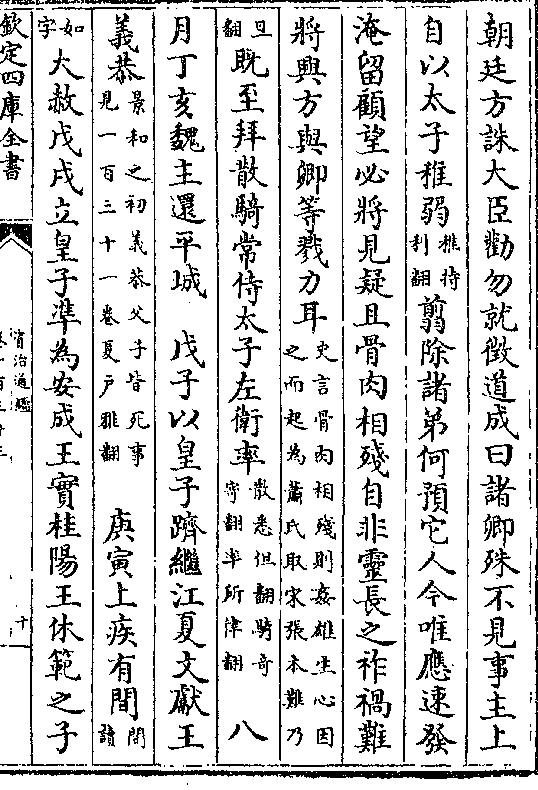 朝廷方誅大臣勸勿就徵道成曰諸卿殊不見事主上
自以太子稚弱稚持利翻翦除諸弟何預它人今唯應速發
淹留顧望必將見疑且骨肉相殘自非靈長之祚禍難
將興方與卿等戮力耳史言骨肉相殘則姦雄生心因之而起為蕭氏取宋張本難乃
旦翻既至拜散騎常侍太子左衛率散悉但翻騎奇寄翻率所律翻 八
月丁亥魏主還平城 戊子以皇子躋繼江夏文獻王
義恭景和之初義恭父子皆死事見一百三十一卷夏戶雅翻 庚寅上疾有間間讀
如字大赦戊戌立皇子準為安成王實桂陽王休範之子
欽定四庫全書
資治通鑑
十